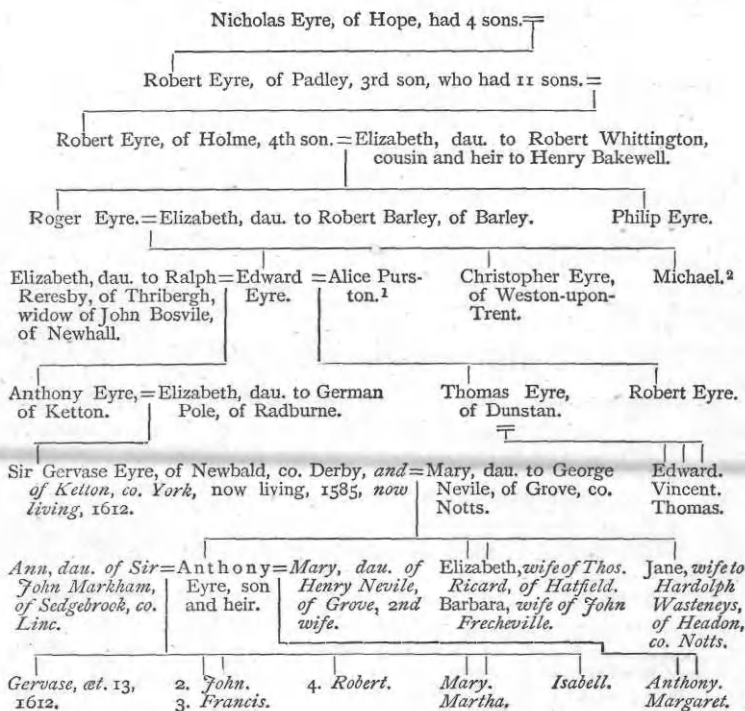 Nicholas Eyre, of Hope, had 4 sons.=
Robert Eyre, of Padley, 3rd son, who had 11 sons.=
Robert Eyre, of Holme, 4th son.=Elizabeth, dau. to Robert Whittington,
cousin and heir to Henry Bakewell.
Roger Eyre.=Elizabeth, dau. to Robert Barley, of Barley.
Philip Eyre.
Elizabeth, dau. to Ralph
Reresby, of Thribergh,
widow of John Bosvile,
of Newhall.
=Edward
Eyre.
=Alice Purs-
ton.¹
Christopher Eyre,
of Weston-upon-
Trent.
Michael.²
Anthony Eyre,
of Ketton.
=Elizabeth, dau. to German
Pole, of Radburne.
Thomas Eyre,
of Dunstan.
=
Robert Eyre.
Sir Gervase Eyre, of Newbald, co. Derby, and
of Kelton, co. York, now living, 1585, now
living, 1612.
=Mary, dau. to George
Nevile, of Grove, co.
Notts.
Edward.
Vincent.
Thomas.
Ann, dau. of Sir
John Markham,
of Sedgebrook, co.
Linc.
=Anthony
Eyre, son
and heir.
=Mary, dau. of
Henry Nevile,
of Grove, 2nd
wife.
Elizabeth, wife of Thos.
Ricard, of Hatfield.
Barbara, wife of John
Frecheville.
Jane, wife to
Hardolph
Wasteneys,
of Headon,
co. Notts.
Gervase, æt. 13,
1612.
2. John.
3. Francis.
4. Robert.
Mary.
Martha.
Isabell.
Anthony.
Margaret.